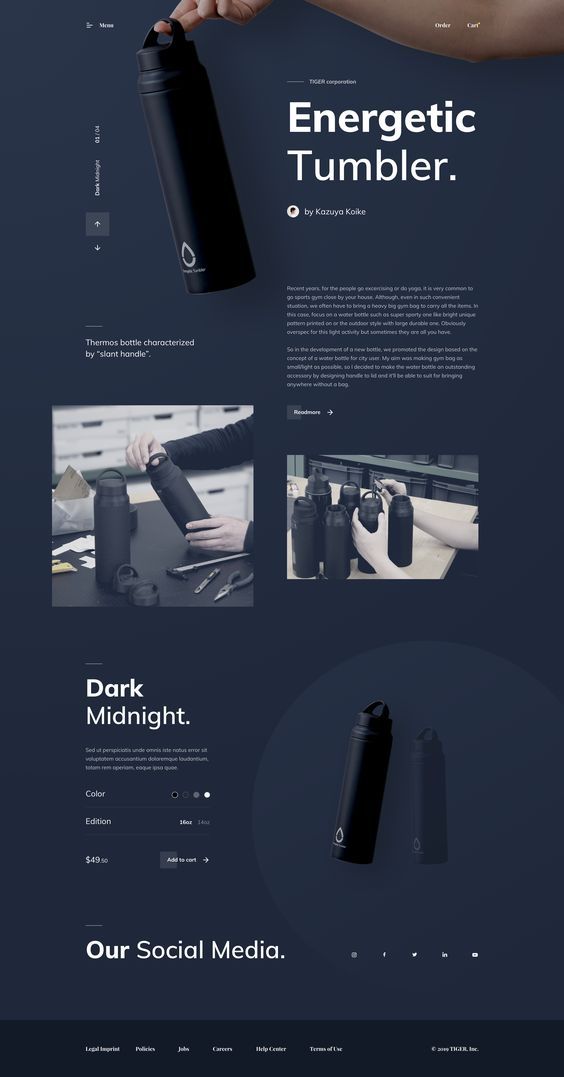 Menu
Order
Cart
TIGER corporation
Energetic
Tumbler.
by Kazuya Koike
01 / 04
Dark Midnight
Energetic Tumbler
Thermos bottle characterized
by “slant handle”.
Recent years, for the people go excercising or do yoga, it is very common to
go sports gym close by your house. Although, even in such convenient
stuation, we often have to bring a heavy big gym bag to carry all the items. In
this case, focus on a water bottle such as super sporty one like bright unique
pattern printed on or the outdoor style with large durable one. Obviously
overspec for this light activity but sometimes they are all you have.
So in the development of a new bottle, we promoted the design based on the
concept of a water bottle for city user. My aim was making gym bag as
small/light as possible, so I decided to make the water bottle an outstanding
accessory by designing handle to lid and it'll be able to suit for bringing
anywhere without a bag.
Readmore
Dark
Midnight.
Sed ut perspiciatis unde omnis iste natus error sit
voluptatem accusantium doloremque laudantium,
totam rem aperiam, eaque ipsa quae.
Color
Edition
16oz 14oz
$49.50
Add to cart
Our Social Media.
Legal Imprint
Policies
Jobs
Careers
Help Center
Terms of Use
© 2019 TIGER, Inc.